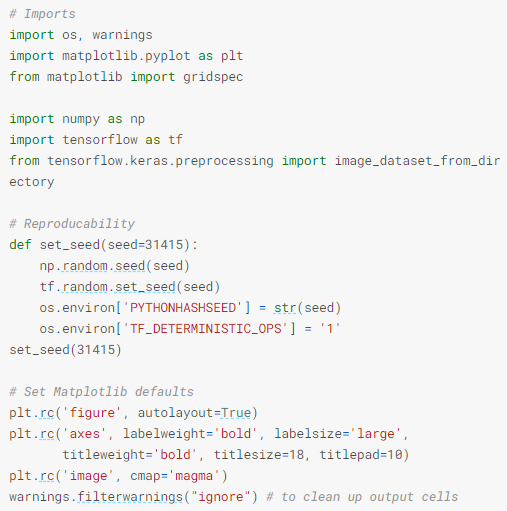 # Imports
import os, warnings
import matplotlib.pyplot as plt
from matplotlib import gridspec
import numpy as np
import tensorflow as tf
from tensorflow.keras.preprocessing import image_dataset_from_dir
ectory
# Reproducability
def set_seed(seed=31415):
    np.random.seed(seed)
    tf.random.set_seed(seed)
    os.environ['PYTHONHASHSEED'] = str(seed)
    os.environ['TF_DETERMINISTIC_OPS'] = '1'
set_seed(31415)
# Set Matplotlib defaults
plt.rc('figure', autolayout=True)
plt.rc('axes', labelweight='bold', labelsize='large',
       titleweight='bold', titlesize=18, titlepad=10)
plt.rc('image', cmap='magma')
warnings.filterwarnings("ignore") # to clean up output cells